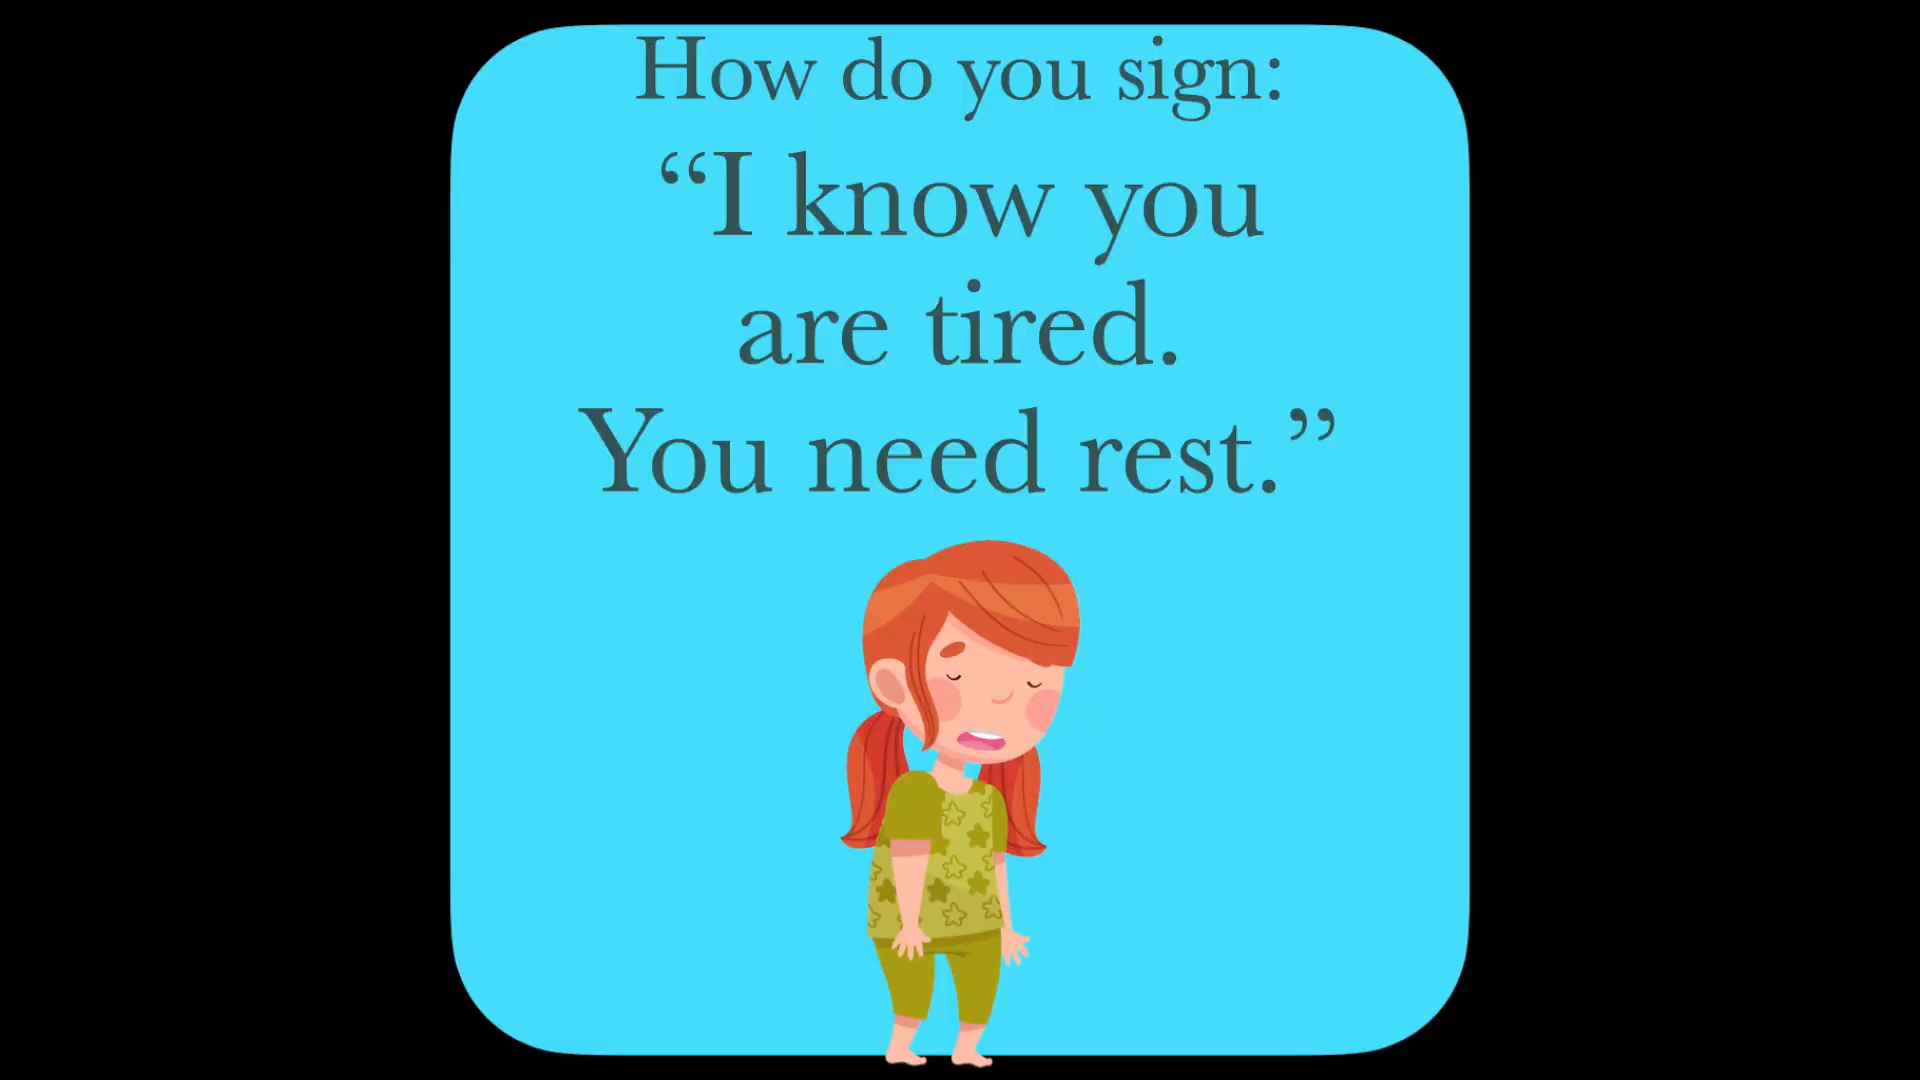 How do you sign:
“I know you
are tired.
You need rest.”